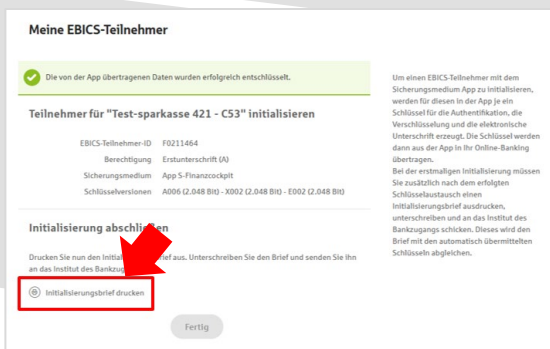 Meine EBICS-Teilnehmer
Die von der App übertragenen Daten wurden erfolgreich entschlüsselt.
Teilnehmer für "Test-sparkasse 421 - C53" initialisieren
EBICS-Teilnehmer-ID F0211464
Berechtigung Erstunterschrift (A)
Sicherungsmedium App S-Finanzcockpit
Schlüsselversionen A006 (2.048 Bit) - X002 (2.048 Bit) - E002 (2.048 Bit)
Initialisierung abschließen
Drucken Sie nun den Initial rief aus. Unterschreiben Sie den Brief und senden Sie ihn
an das Institut des Bankzug
Initialisierungsbrief drucken
Fertig
Um einen EBICS-Teilnehmer mit dem
Sicherungsmedium App zu initialisieren,
werden für diesen in der App je ein
Schlüssel für die Authentifikation, die
Verschlüsselung und die elektronische
Unterschrift erzeugt. Die Schlüssel werden
dann aus der App in Ihr Online-Banking
übertragen.
Bei der erstmaligen Initialisierung müssen
Sie zusätzlich nach dem erfolgten
Schlüsselaustausch einen
Initialisierungsbrief ausdrucken,
unterschreiben und an das Institut des
Bankzugangs schicken. Dieses wird den
Brief mit den automatisch übermittelten
Schlüsseln abgleichen.